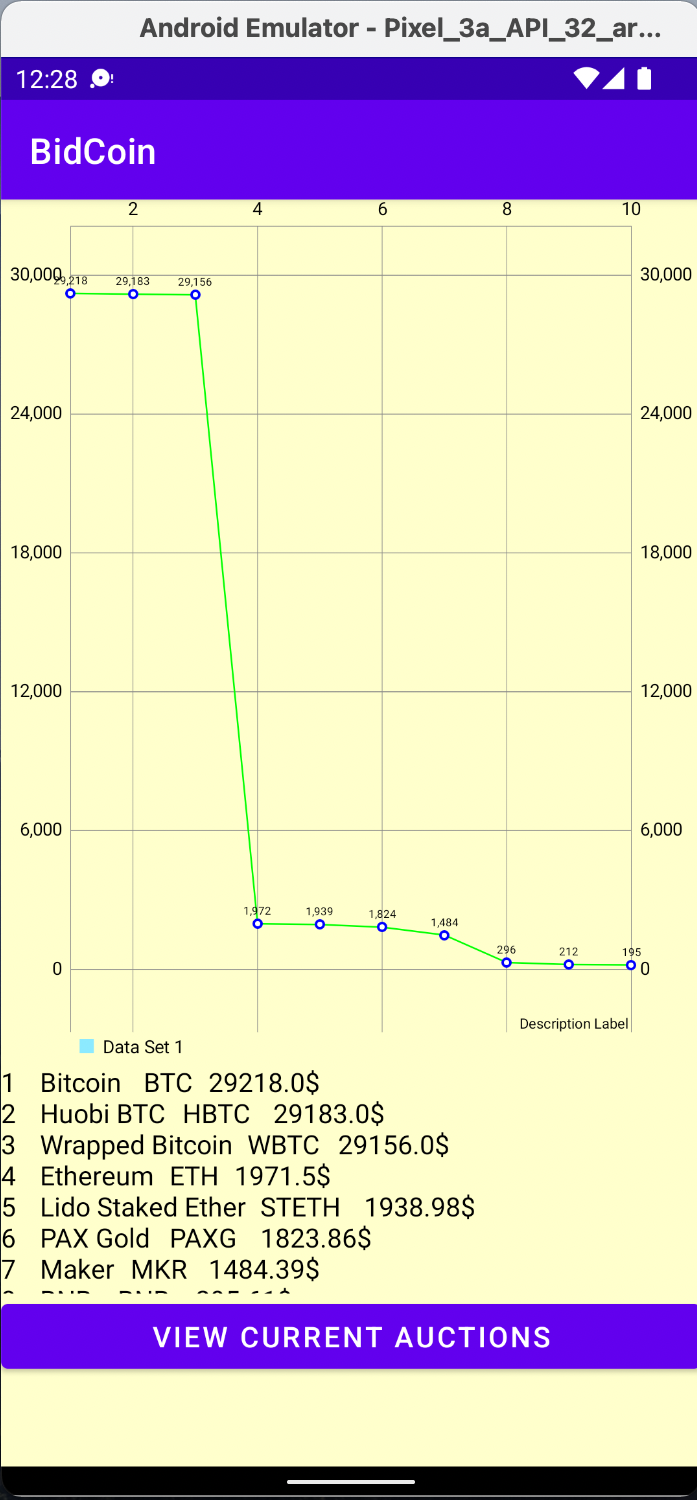 Android Emulator - Pixel_3a_API_32_ar...
12:28
BidCoin
2 4 6 8 10
30,000 30,000
29,218 29,183 29,156
24,000 24,000
18,000 18,000
12,000 12,000
6,000 6,000
1,972 1,939 1,824 1,484 296 212 195
0 0
Description Label
Data Set 1
1 Bitcoin BTC 29218.0$
2 Huobi BTC HBTC 29183.0$
3 Wrapped Bitcoin WBTC 29156.0$
4 Ethereum ETH 1971.5$
5 Lido Staked Ether STETH 1938.98$
6 PAX Gold PAXG 1823.86$
7 Maker MKR 1484.39$
VIEW CURRENT AUCTIONS